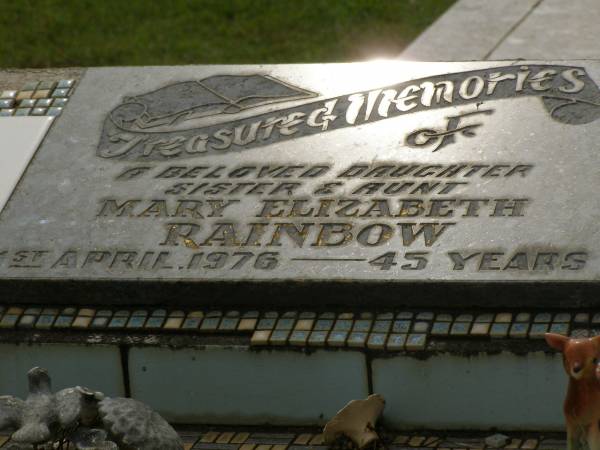 Treasured Memories
of
A BELOVED DAUGHTER
SISTER & AUNT
MARY ELIZABETH
RAINBOW
1ST APRIL.1976 — 45 YEARS